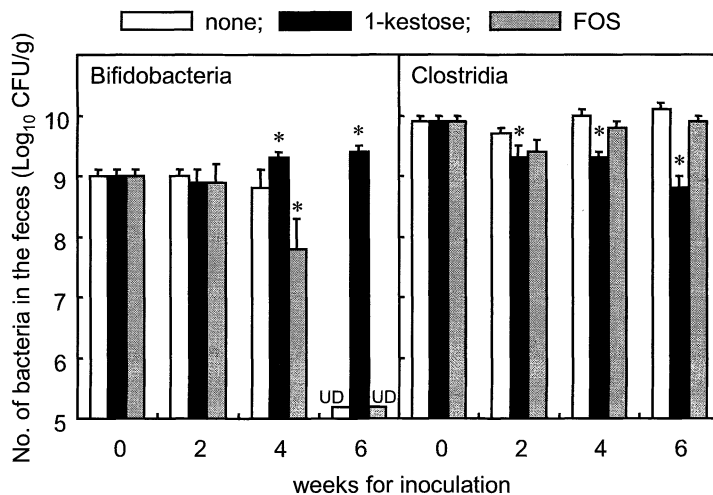 none; 1-kestose; FOS
Bifidobacteria Clostridia
No. of bacteria in the feces (Log10 CFU/g)
10
9
8
7
6
5
* * *
UD UD
* * *
0 2 4 6 0 2 4 6
weeks for inoculation